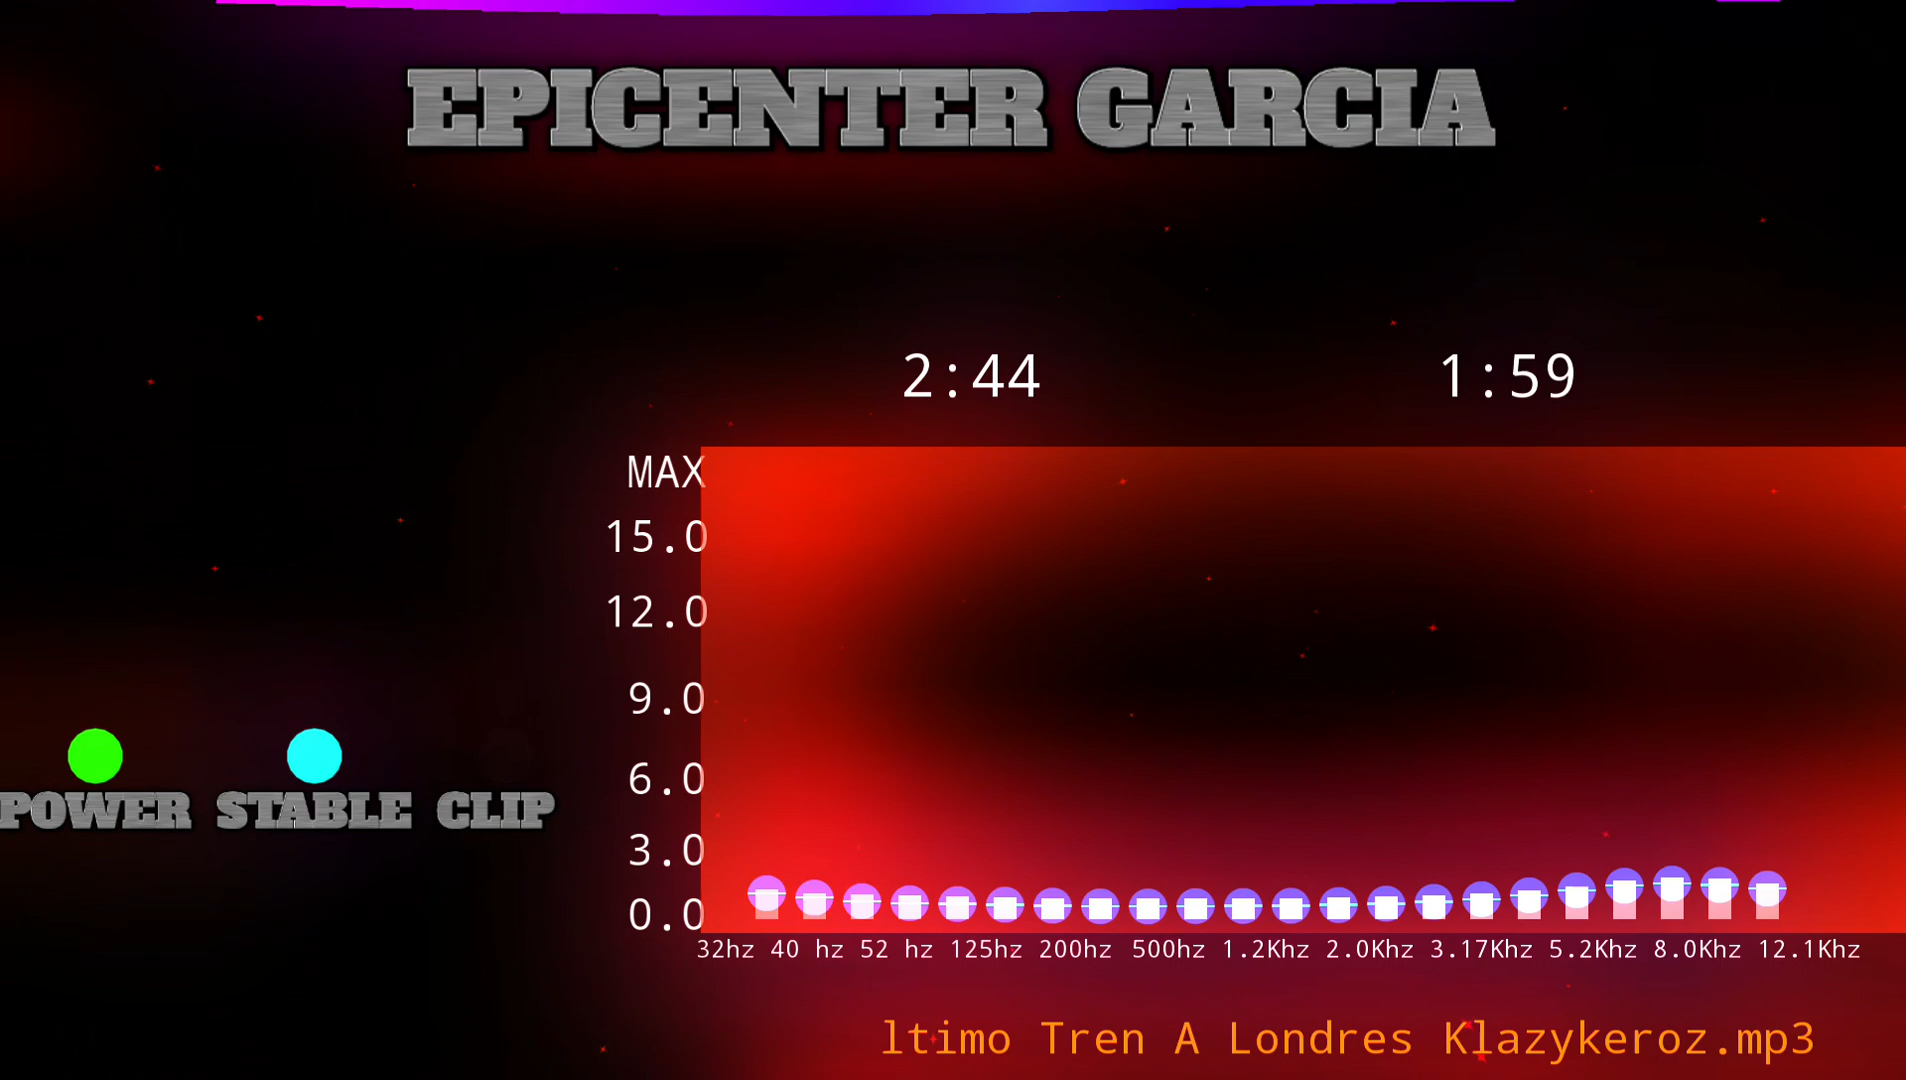 EPICENTER GARCIA
2:44 1:59
MAX
15.0
12.0
9.0
6.0
POWER STABLE CLIP
3.0
0.0
32hz 40 hz 52 hz 125hz 200hz 500hz 1.2Khz 2.0Khz 3.17Khz 5.2Khz 8.0Khz 12.1Khz
ltimo Tren A Londres Klazykeroz.mp3